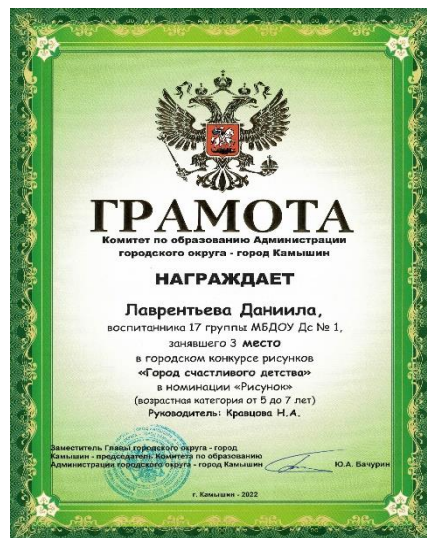 ГРАМОТА
Комитет по образованию Администрации
городского округа - город Камышин
НАГРАЖДАЕТ
Лаврентьева Даниила,
воспитанника 17 группы МБДОУ Дс № 1,
занявшего 3 место
в городском конкурсе рисунков
«Город счастливого детства»
в номинации «Рисунок»
(возрастная категория от 5 до 7 лет)
Руководитель: Кравцова Н.А.
Заместитель Главы городского округа - город
Камышин - председатель Комитета по образованию
Администрации городского округа - город Камышин
Ю.А. Бачурин
г. Камышин - 2022